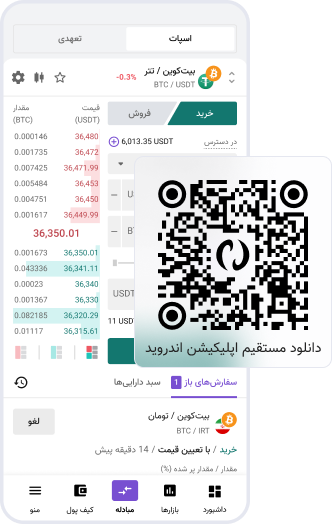 اسپات
تعهدی
بیت‌کوین / تتر
BTC / USDT
-0.3%
خرید
فروش
در دسترس
6,013.35 USDT
قیمت (USDT)
مقدار (BTC)
36,480 0.000146
36,472 0.001735
36,471.99 0.007425
36,453 0.005484
36,450 0.004751
36,449.99 0.001617
36,350.01
36,350.01 0.001673
36,341.11 0.043336
36,340 0.00023
36,330 0.001367
36,320.29 0.082185
36,315.61 0.01117
USDT
11 USDT
دانلود مستقیم اپلیکیشن اندروید
سفارش‌های باز 1
سبد دارایی‌ها
بیت‌کوین / تومان
BTC / IRT
لغو
خرید / با تعیین قیمت / 14 دقیقه پیش
مقدار / مقدار پر شده (%)
داشبورد
بازارها
مبادله
کیف پول
منو